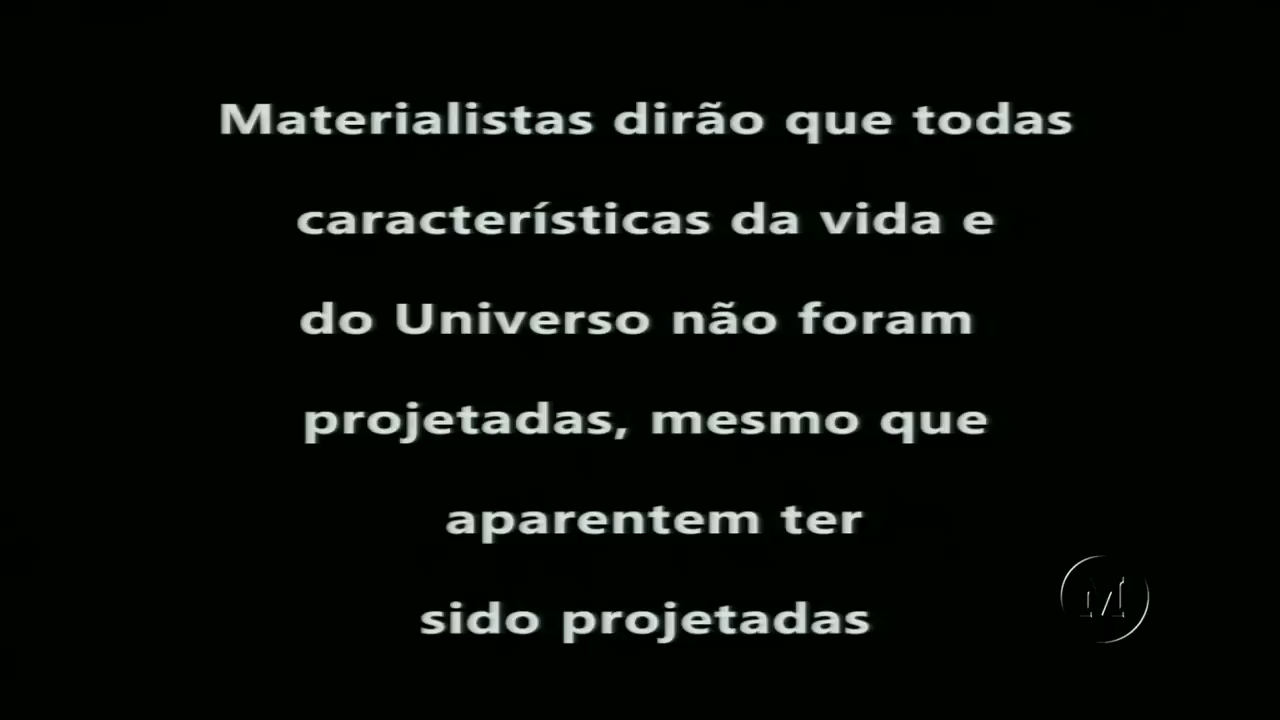 Materialistas dirão que todas
características da vida e
do Universo não foram
projetadas, mesmo que
aparentem ter
sido projetadas
M